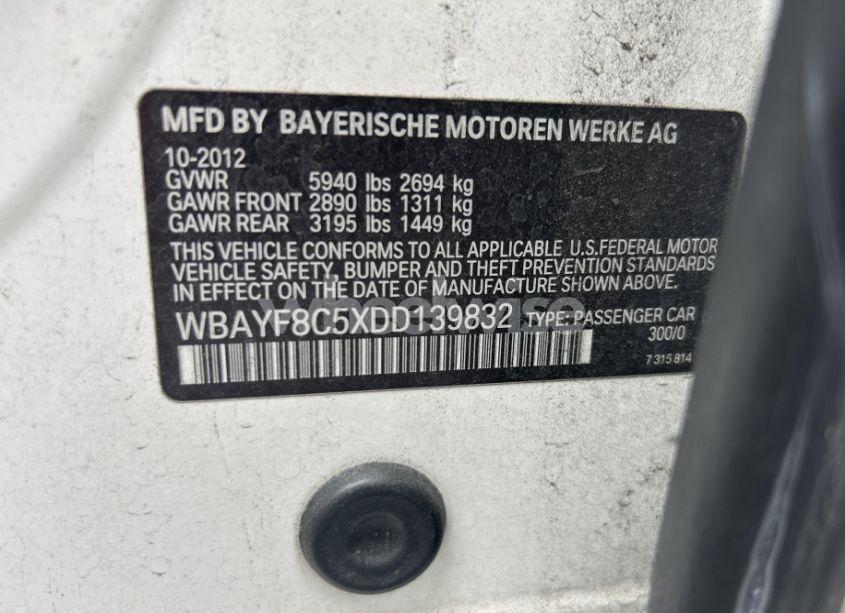 MFD BY BAYERISCHE MOTOREN WERKE AG
10-2012
GVWR 5940 lbs 2694 kg
GAWR FRONT 2890 lbs 1311 kg
GAWR REAR 3195 lbs 1449 kg
THIS VEHICLE CONFORMS TO ALL APPLICABLE U.S.FEDERAL MOTOR
VEHICLE SAFETY, BUMPER AND THEFT PREVENTION STANDARDS
IN EFFECT ON THE DATE OF MANUFACTURE SHOWN ABOVE.
WBAYF8C5XDD139832 TYPE: PASSENGER CAR
300/0
7 315 814